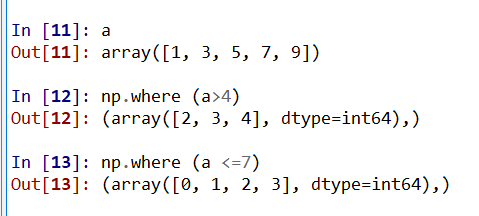 In [11]: a
Out[11]: array([1, 3, 5, 7, 9])
In [12]: np.where (a>4)
Out[12]: (array([2, 3, 4], dtype=int64),)
In [13]: np.where (a <=7)
Out[13]: (array([0, 1, 2, 3], dtype=int64),)